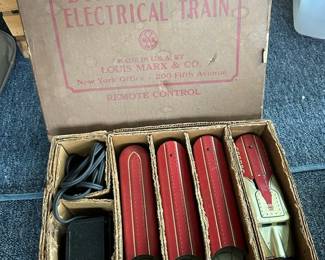 ELECTRICAL TRAIN
MADE IN U.S.A. BY
LOUIS MARX & CO.
New York Office - 200 Fifth Avenue
REMOTE CONTROL